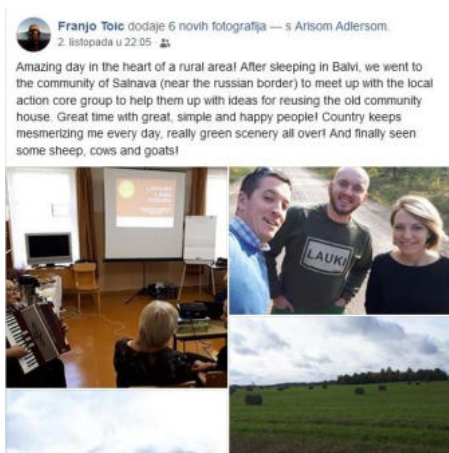 Franjo Toic dodaje 6 novih fotografija — s Arisom Adlersom.
2. listopada u 22:05 ·
Amazing day in the heart of a rural area! After sleeping in Balvi, we went to
the community of Salnava (near the russian border) to meet up with the local
action core group to help them up with ideas for reusing the old community
house. Great time with great, simple and happy people! Country keeps
mesmerizing me every day, really green scenery all over! And finally seen
some sheep, cows and goats!
LAUKI